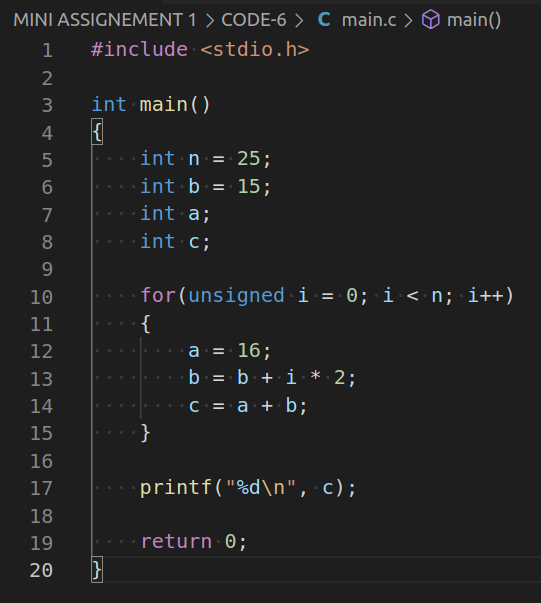 MINI ASSIGNEMENT 1 > CODE-6 > C main.c > main()
1 #include <stdio.h>
2
3 int main()
4 {
5     int n = 25;
6     int b = 15;
7     int a;
8     int c;
9
10     for(unsigned i = 0; i < n; i++)
11     {
12         a = 16;
13         b = b + i * 2;
14         c = a + b;
15     }
16
17     printf("%d\n", c);
18
19     return 0;
20 }